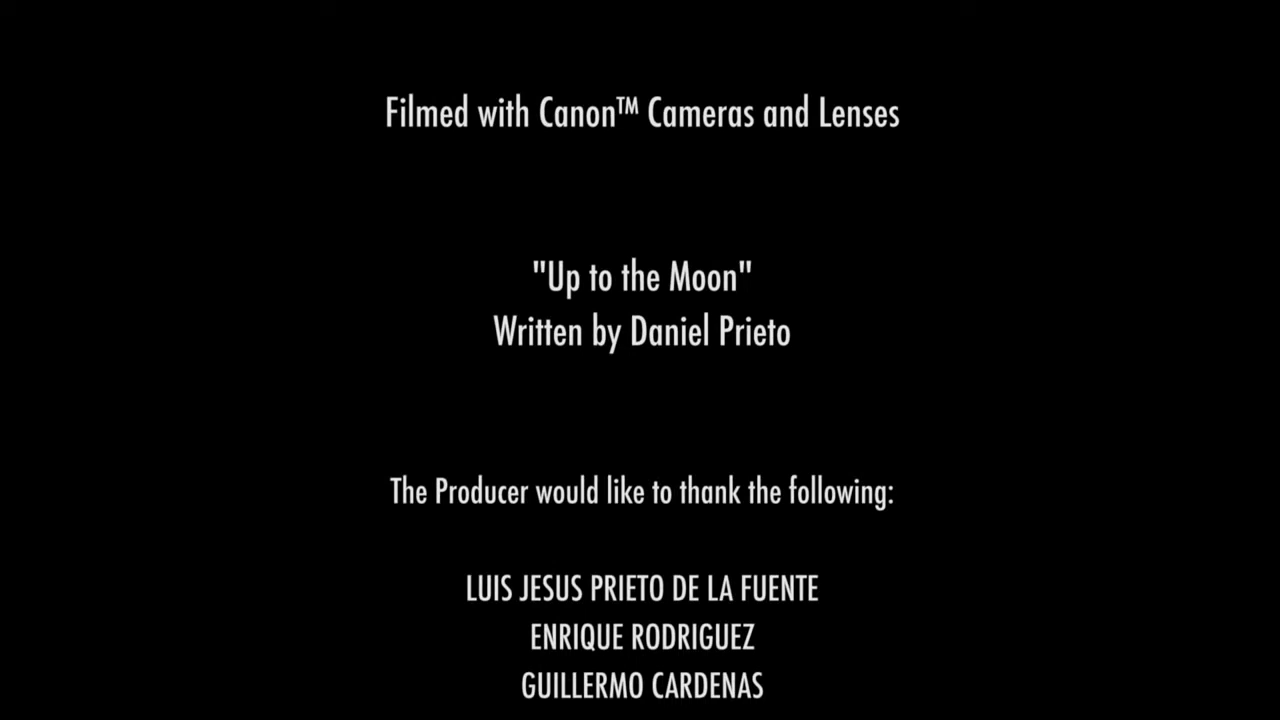 Filmed with Canon™ Cameras and Lenses
"Up to the Moon"
Written by Daniel Prieto
The Producer would like to thank the following:
LUIS JESUS PRIETO DE LA FUENTE
ENRIQUE RODRIGUEZ
GUILLERMO CARDENAS